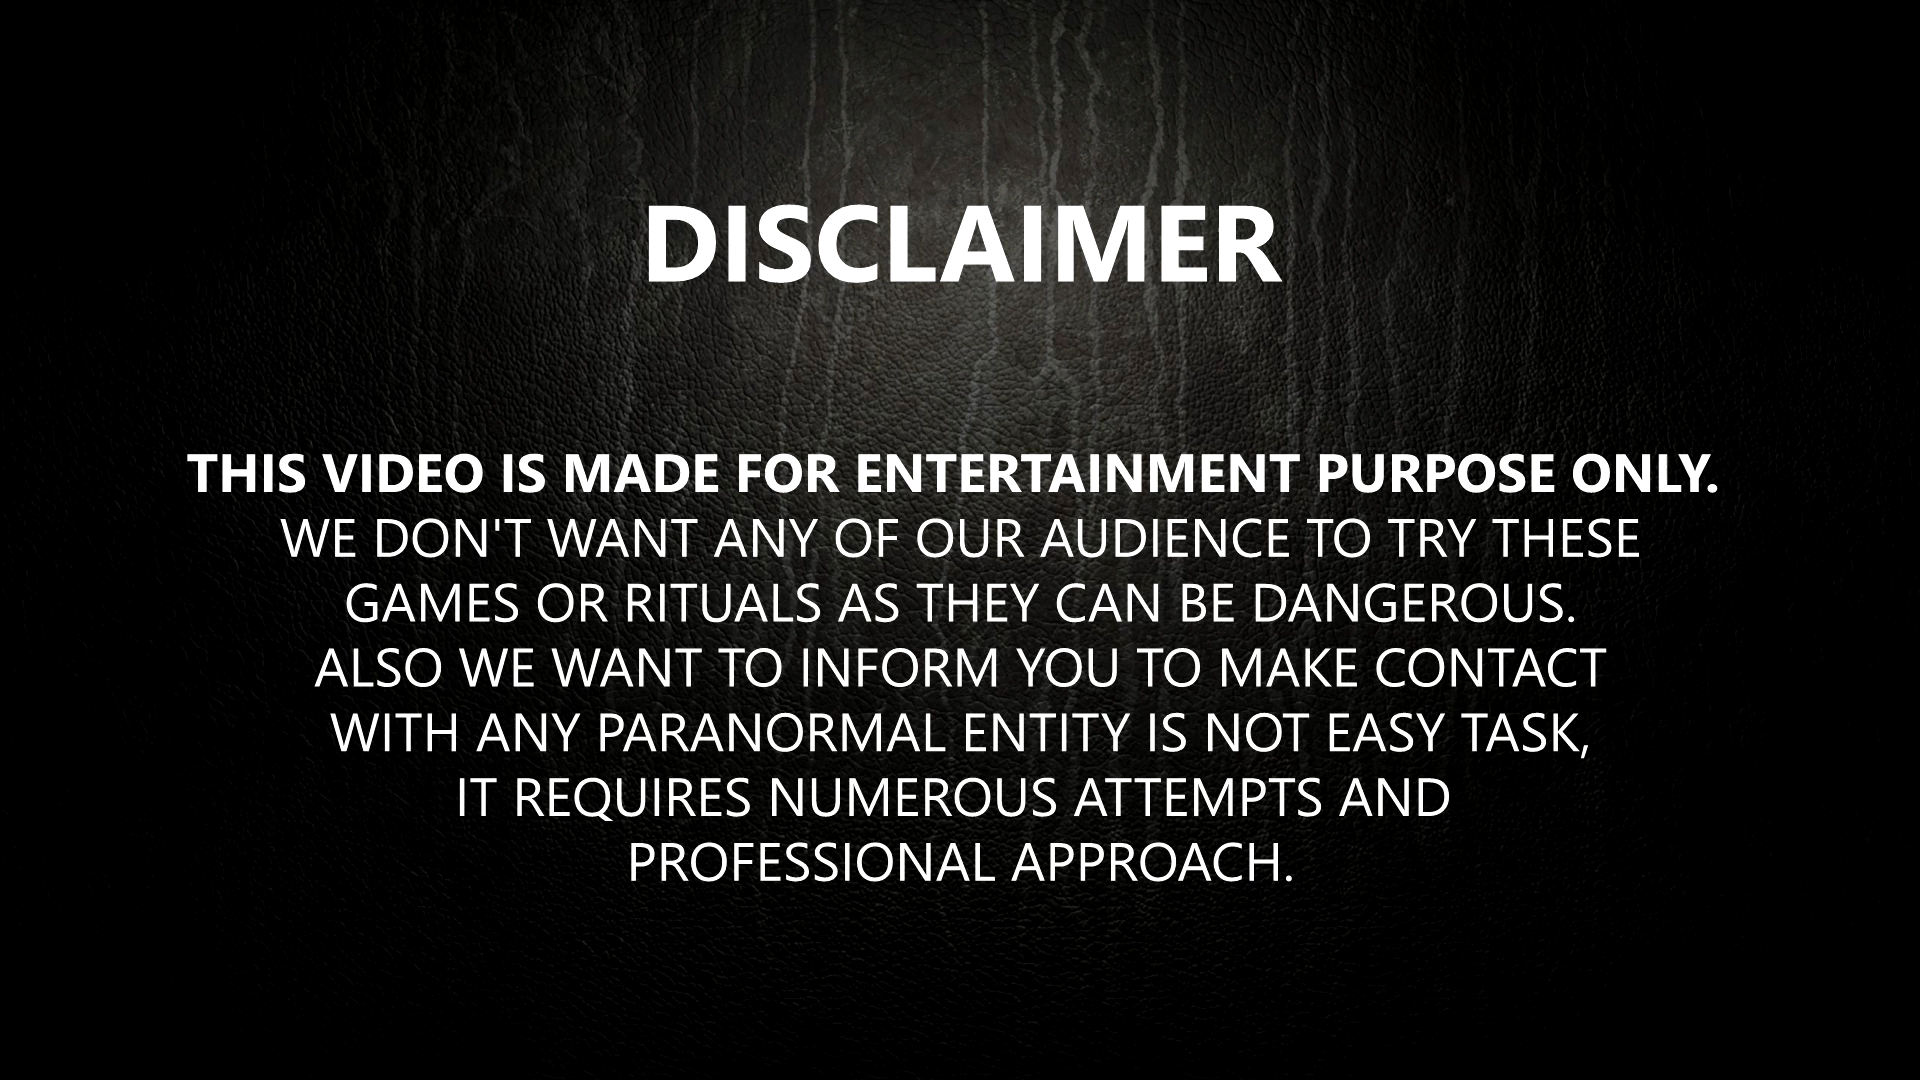 DISCLAIMER
THIS VIDEO IS MADE FOR ENTERTAINMENT PURPOSE ONLY.
WE DON'T WANT ANY OF OUR AUDIENCE TO TRY THESE
GAMES OR RITUALS AS THEY CAN BE DANGEROUS.
ALSO WE WANT TO INFORM YOU TO MAKE CONTACT
WITH ANY PARANORMAL ENTITY IS NOT EASY TASK,
IT REQUIRES NUMEROUS ATTEMPTS AND
PROFESSIONAL APPROACH.